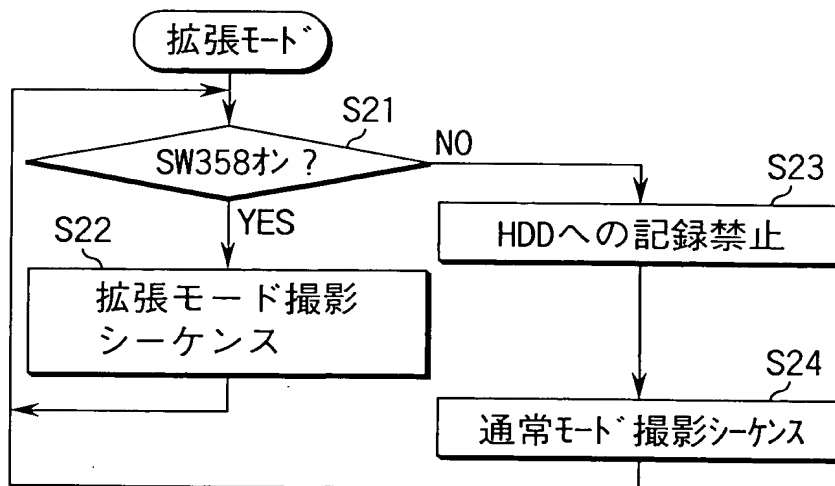 拡張モード
S21
SW358オン？
NO
YES
S22
拡張モード撮影
シーケンス
S23
HDDへの記録禁止
S24
通常モード撮影シーケンス